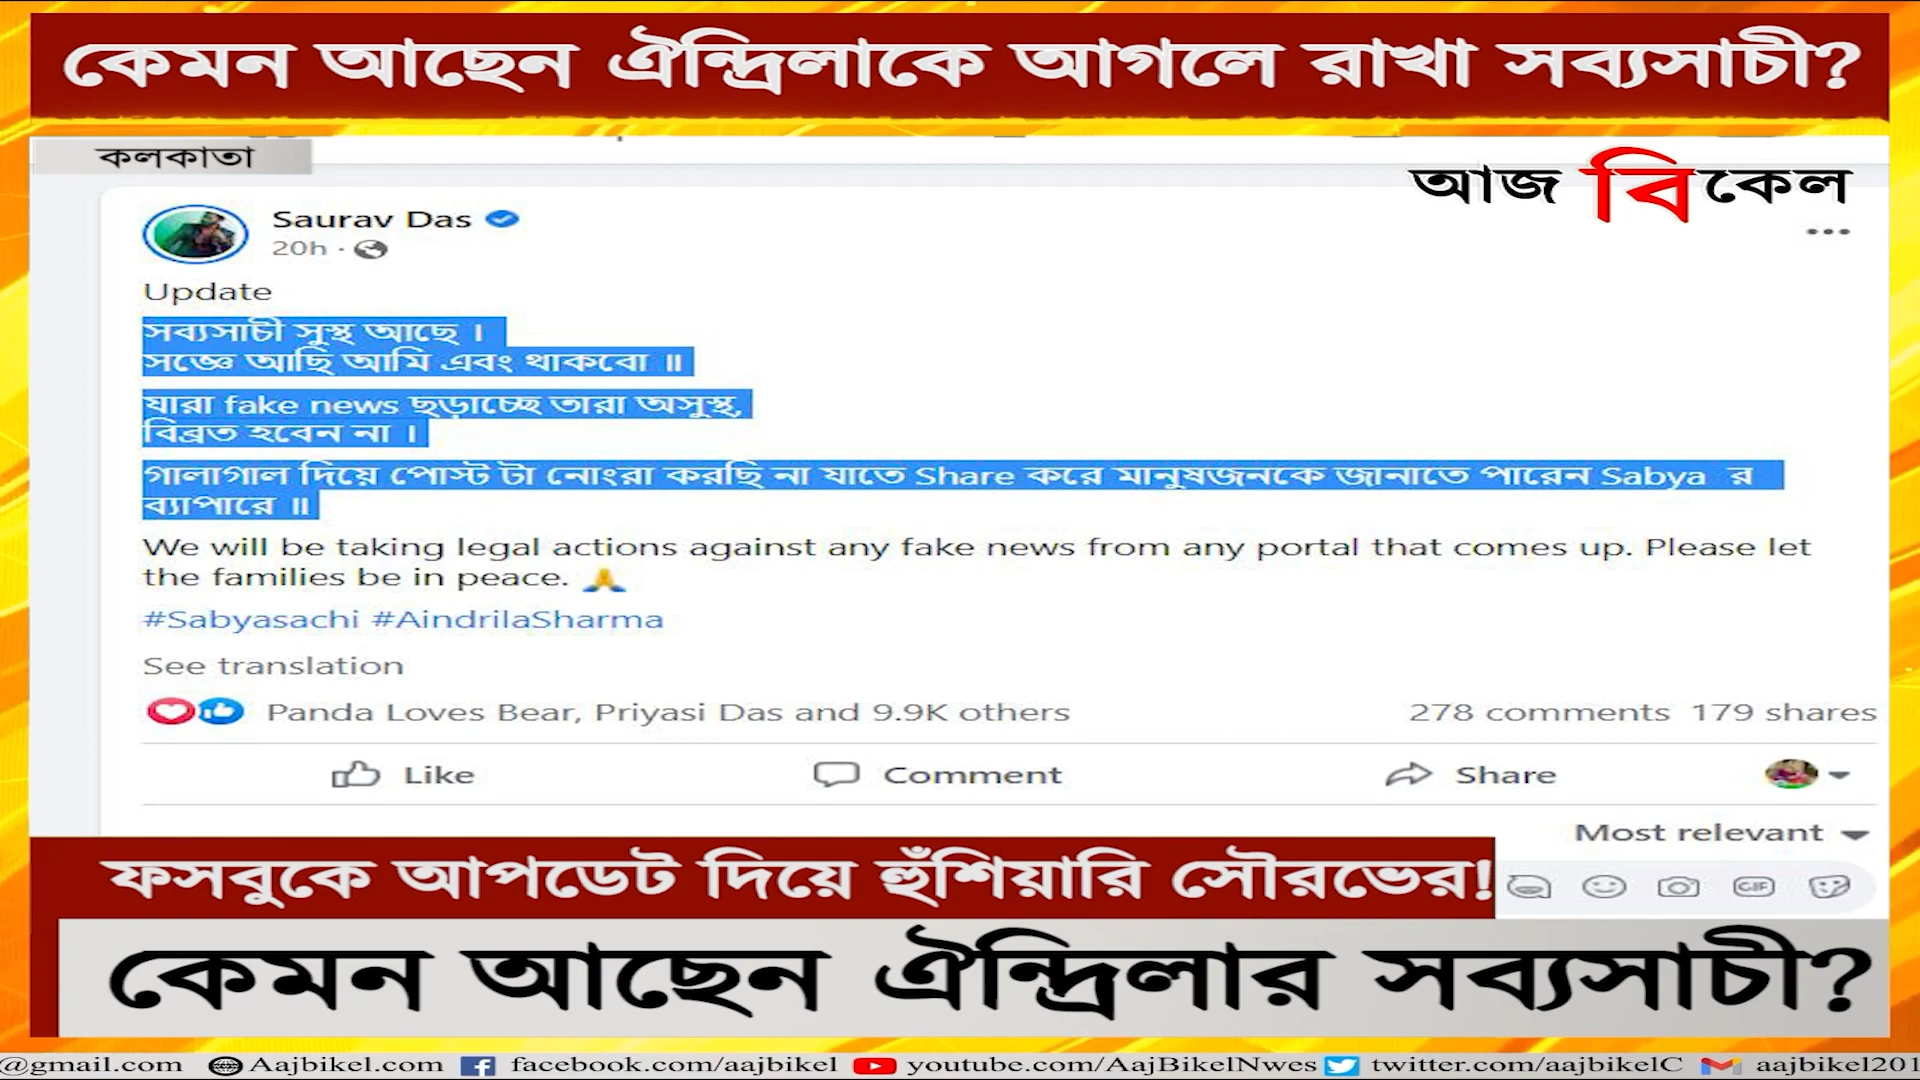 কেমন আছেন ঐন্দ্রিলাকে আগলে রাখা সব্যসাচী?
কলকাতা
আজ বিকেল
Saurav Das
20h ·
Update
সব্যসাচী সুস্থ আছে ।
সঙ্গে আছি আমি এবং থাকবো ॥
যারা fake news ছড়াচ্ছে তারা অসুস্থ,
বিব্রত হবেন না ।
গালাগাল দিয়ে পোস্ট টা নোংরা করছি না যাতে Share করে মানুষজনকে জানাতে পারেন Sabya র
ব্যাপারে ॥
We will be taking legal actions against any fake news from any portal that comes up. Please let
the families be in peace. 🙏
#Sabyasachi #AindrilaSharma
See translation
Panda Loves Bear, Priyasi Das and 9.9K others 278 comments 179 shares
Like Comment Share
Most relevant
GIF
ফসবুকে আপডেট দিয়ে হুঁশিয়ারি সৌরভের!
কেমন আছেন ঐন্দ্রিলার সব্যসাচী?
@gmail.com Aajbikel.com facebook.com/aajbikel youtube.com/AajBikelNwes twitter.com/aajbikelC aajbikel201